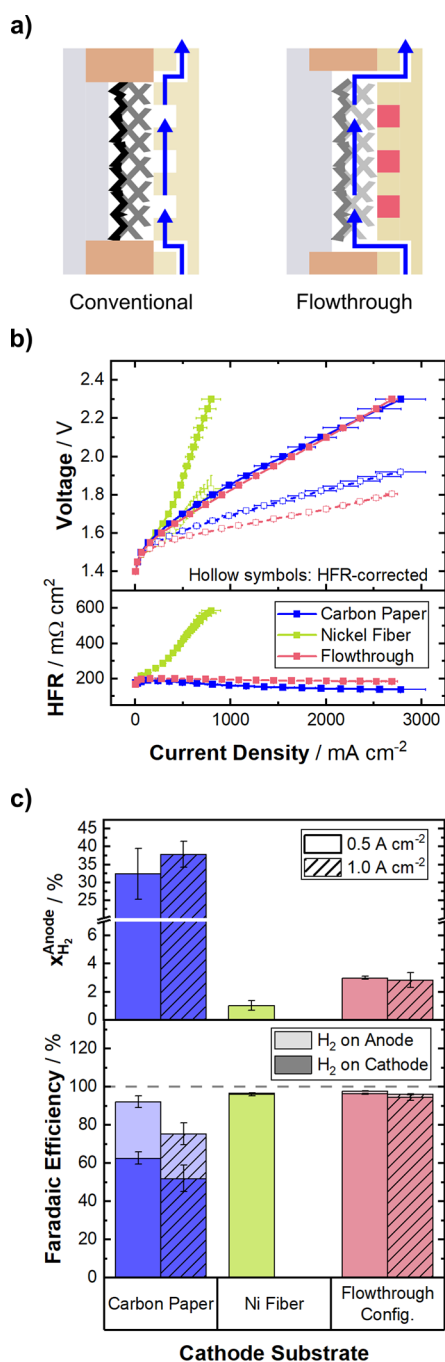 a)
Conventional
Flowthrough
b)
Voltage / V
2.4
2.2
2.0
1.8
1.6
1.4
Hollow symbols: HFR-corrected
HFR / mΩ cm²
600
400
200
Carbon Paper
Nickel Fiber
Flowthrough
0
1000
2000
3000
Current Density / mA cm⁻²
c)
x_H₂^Anode / %
45
40
35
30
25
6
4
2
0
0.5 A cm⁻²
1.0 A cm⁻²
Faradaic Efficiency / %
120
100
80
60
40
20
0
H₂ on Anode
H₂ on Cathode
Carbon Paper
Ni Fiber
Flowthrough
Config.
Cathode Substrate